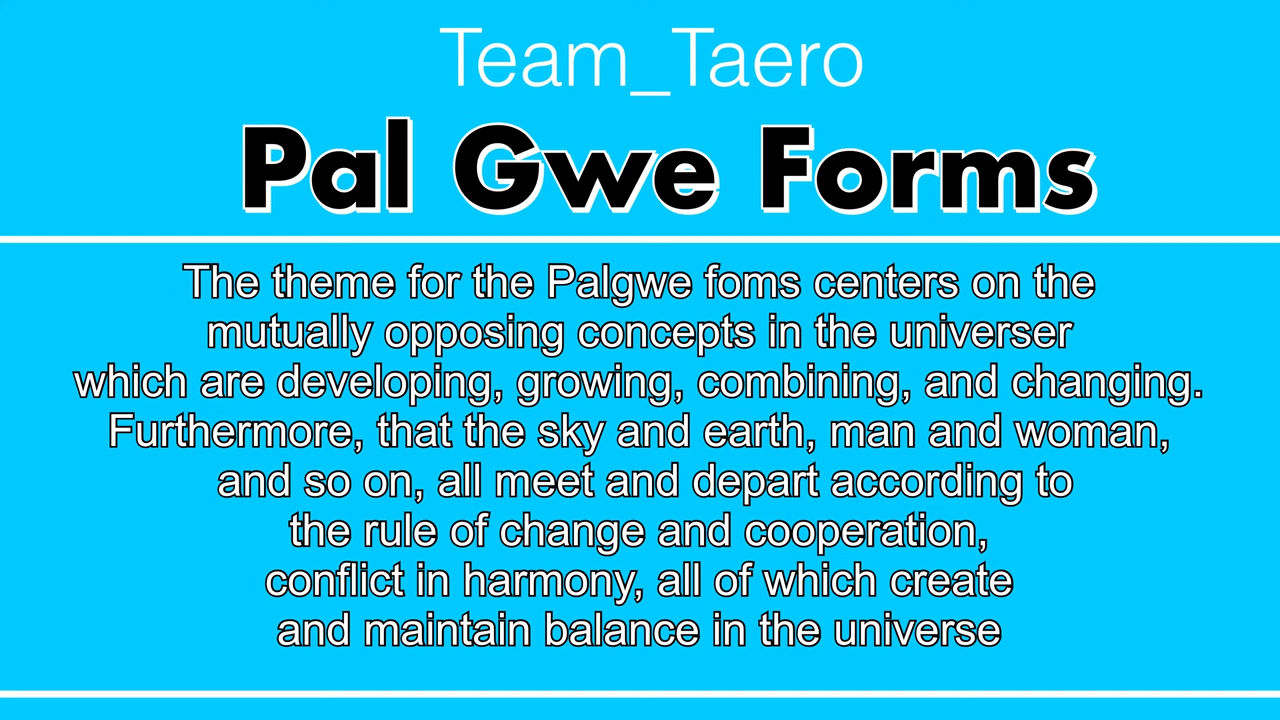 Team_Taero
Pal Gwe Forms
The theme for the Palgwe foms centers on the
mutually opposing concepts in the universer
which are developing, growing, combining, and changing.
Furthermore, that the sky and earth, man and woman,
and so on, all meet and depart according to
the rule of change and cooperation,
conflict in harmony, all of which create
and maintain balance in the universe